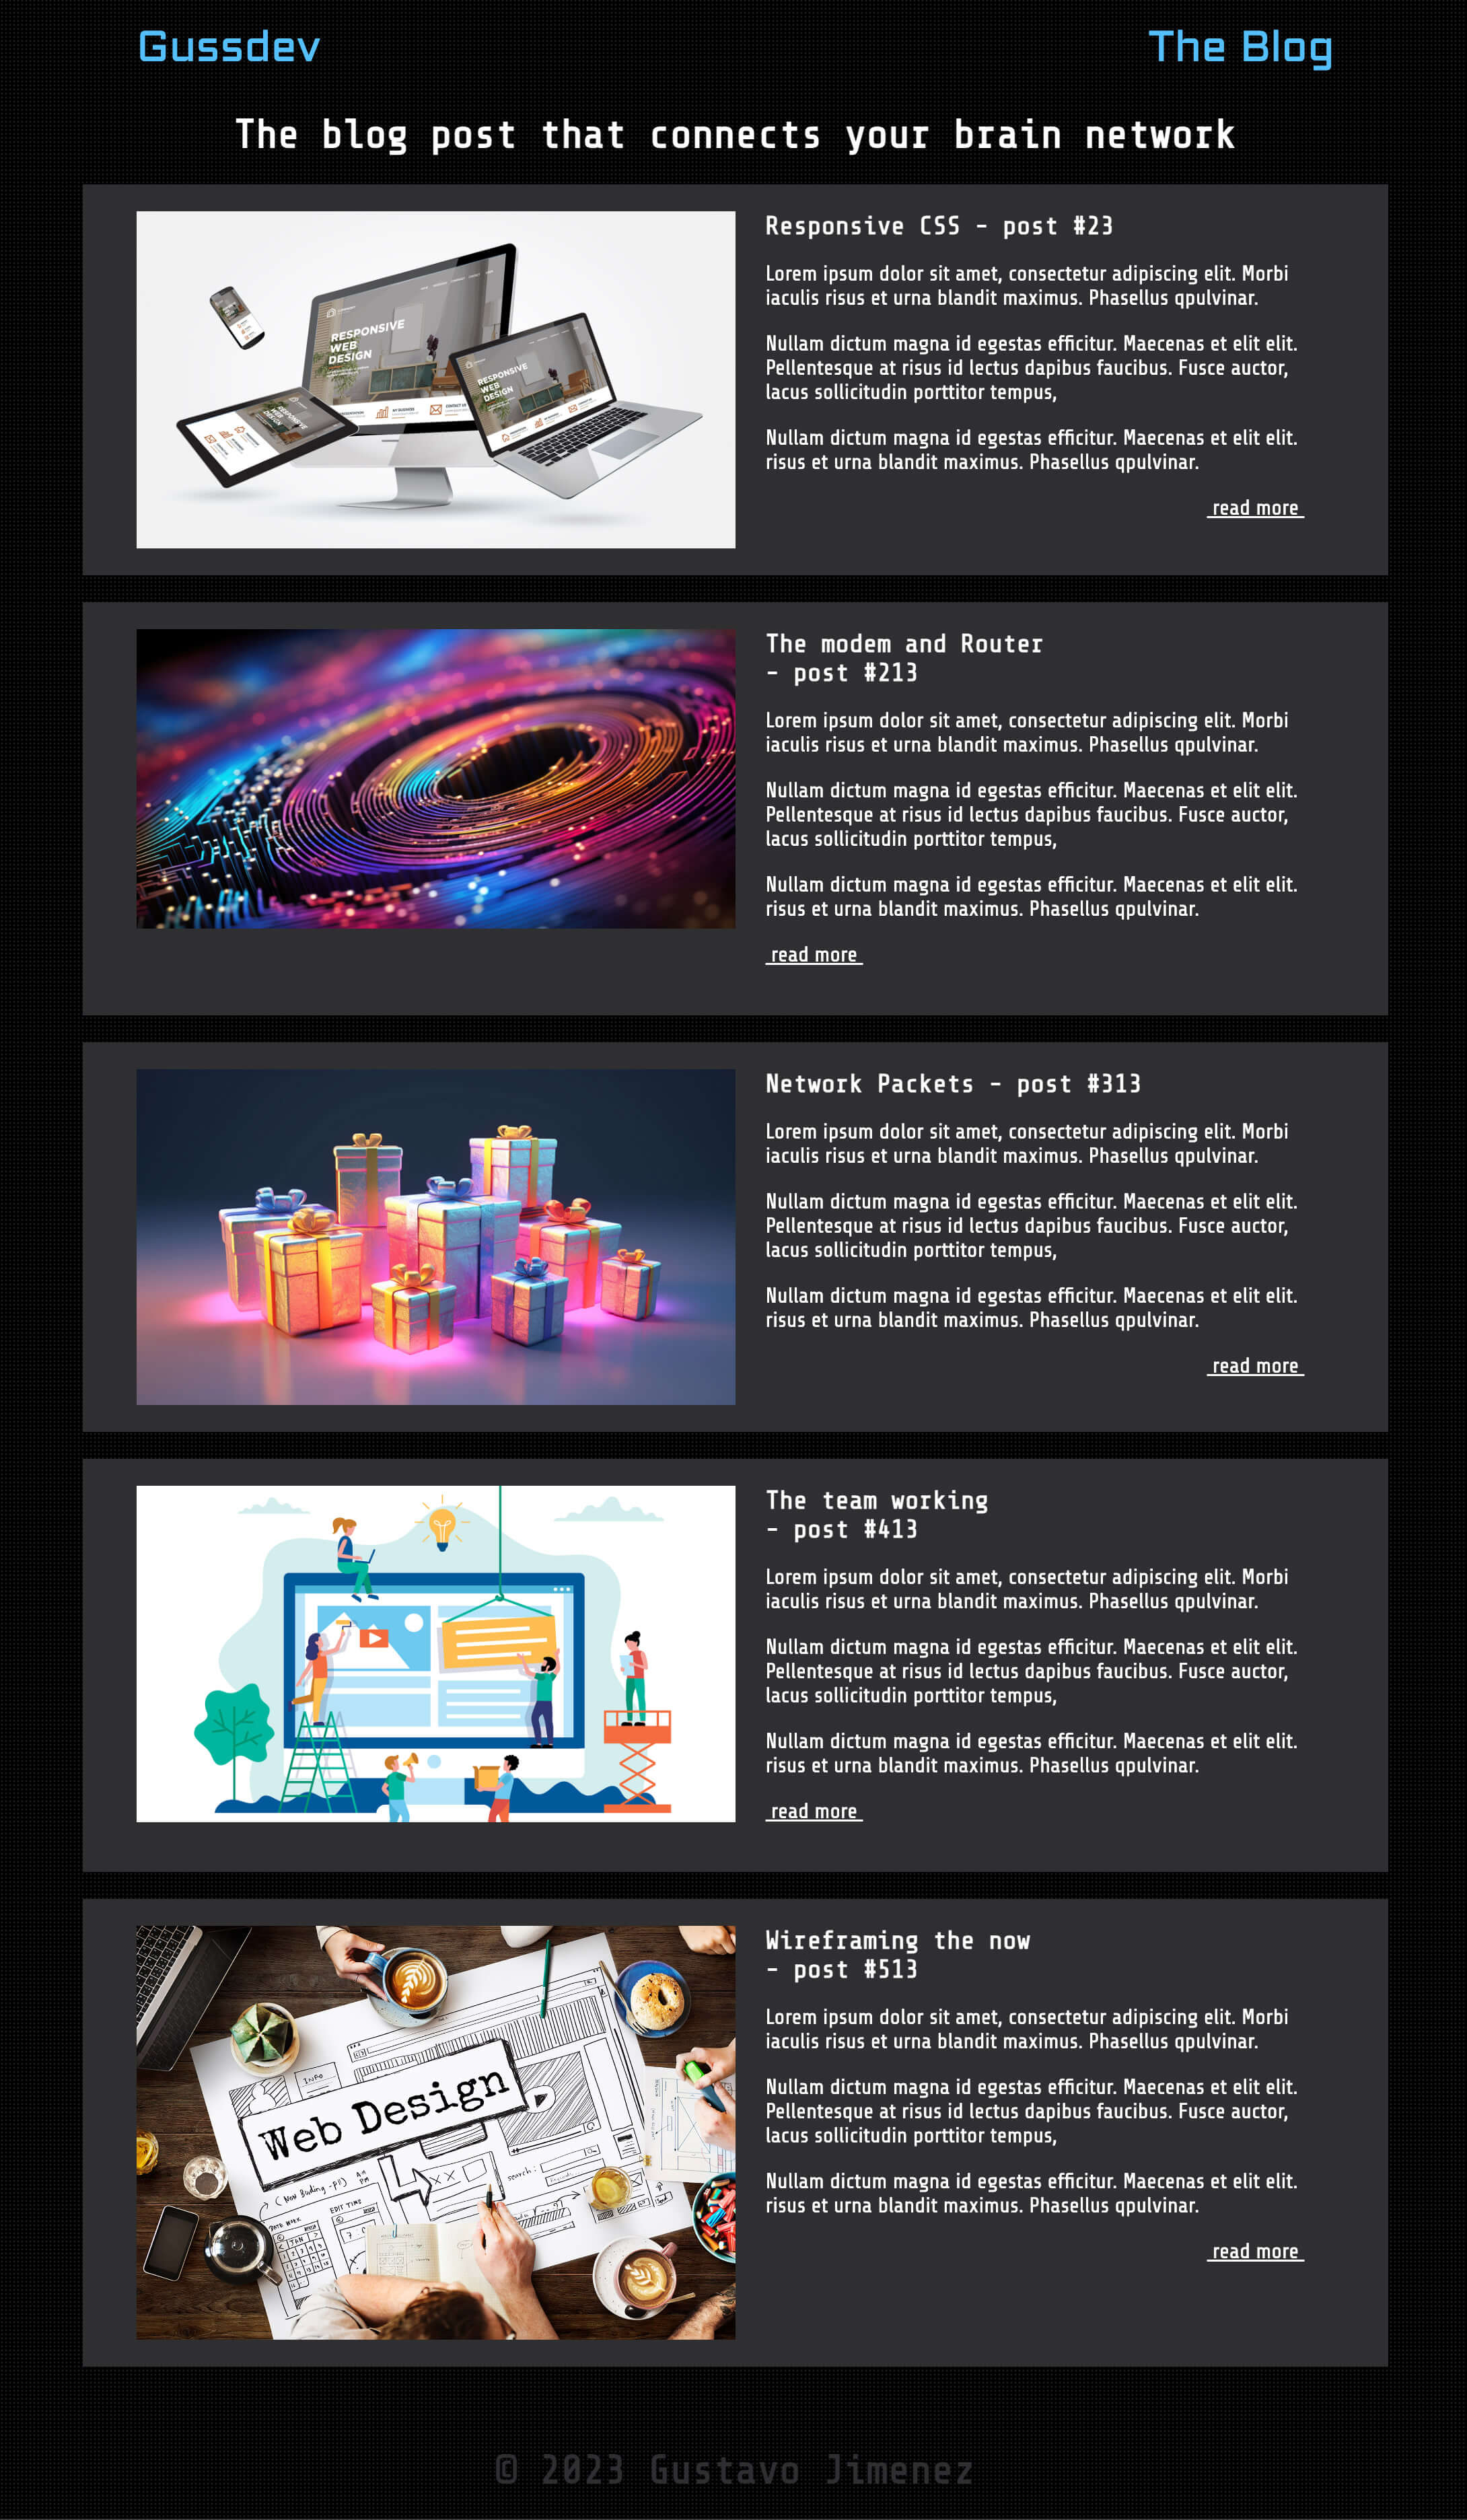 Gussdev
The Blog
The blog post that connects your brain network
RESPONSIVE
WEB
DESIGN
RESPONSIVE
WEB
DESIGN
Responsive CSS - post #23
Lorem ipsum dolor sit amet, consectetur adipiscing elit. Morbi
iaculis risus et urna blandit maximus. Phasellus qpulvinar.
Nullam dictum magna id egestas efficitur. Maecenas et elit elit.
Pellentesque at risus id lectus dapibus faucibus. Fusce auctor,
lacus sollicitudin porttitor tempus,
Nullam dictum magna id egestas efficitur. Maecenas et elit elit.
risus et urna blandit maximus. Phasellus qpulvinar.
read more
The modem and Router
- post #213
Lorem ipsum dolor sit amet, consectetur adipiscing elit. Morbi
iaculis risus et urna blandit maximus. Phasellus qpulvinar.
Nullam dictum magna id egestas efficitur. Maecenas et elit elit.
Pellentesque at risus id lectus dapibus faucibus. Fusce auctor,
lacus sollicitudin porttitor tempus,
Nullam dictum magna id egestas efficitur. Maecenas et elit elit.
risus et urna blandit maximus. Phasellus qpulvinar.
read more
Network Packets - post #313
Lorem ipsum dolor sit amet, consectetur adipiscing elit. Morbi
iaculis risus et urna blandit maximus. Phasellus qpulvinar.
Nullam dictum magna id egestas efficitur. Maecenas et elit elit.
Pellentesque at risus id lectus dapibus faucibus. Fusce auctor,
lacus sollicitudin porttitor tempus,
Nullam dictum magna id egestas efficitur. Maecenas et elit elit.
risus et urna blandit maximus. Phasellus qpulvinar.
read more
The team working
- post #413
Lorem ipsum dolor sit amet, consectetur adipiscing elit. Morbi
iaculis risus et urna blandit maximus. Phasellus qpulvinar.
Nullam dictum magna id egestas efficitur. Maecenas et elit elit.
Pellentesque at risus id lectus dapibus faucibus. Fusce auctor,
lacus sollicitudin porttitor tempus,
Nullam dictum magna id egestas efficitur. Maecenas et elit elit.
risus et urna blandit maximus. Phasellus qpulvinar.
read more
INFO
Web Design
search:
EDIT TIME
Wireframing the now
- post #513
Lorem ipsum dolor sit amet, consectetur adipiscing elit. Morbi
iaculis risus et urna blandit maximus. Phasellus qpulvinar.
Nullam dictum magna id egestas efficitur. Maecenas et elit elit.
Pellentesque at risus id lectus dapibus faucibus. Fusce auctor,
lacus sollicitudin porttitor tempus,
Nullam dictum magna id egestas efficitur. Maecenas et elit elit.
risus et urna blandit maximus. Phasellus qpulvinar.
read more
© 2023 Gustavo Jimenez